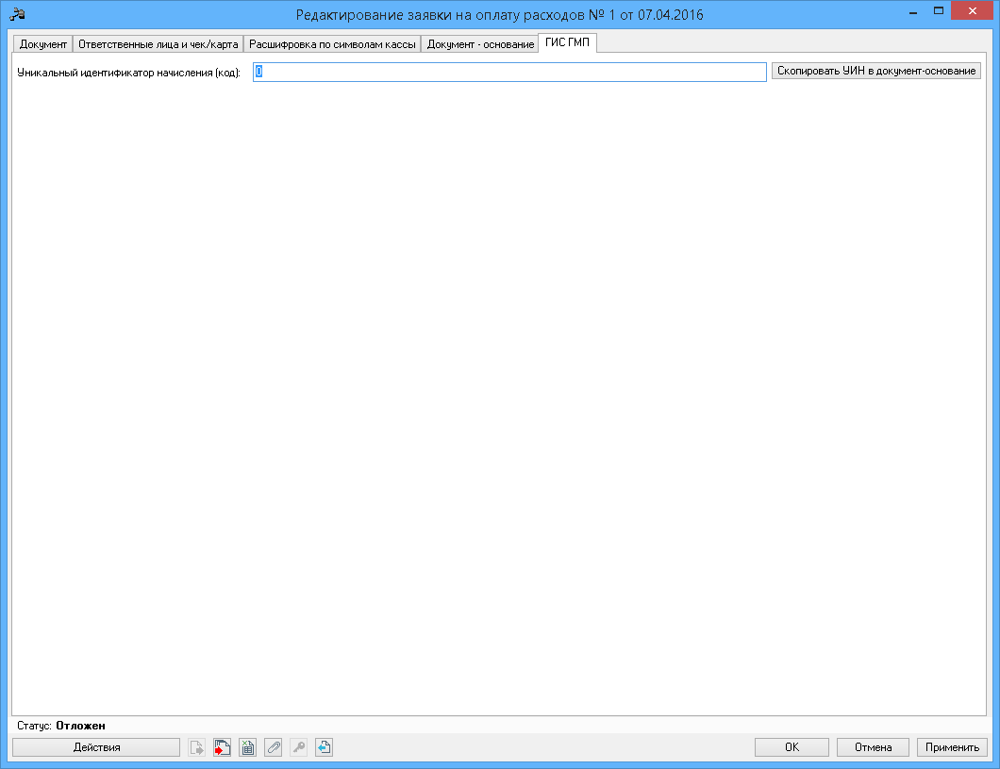 Редактирование заявки на оплату расходов № 1 от 07.04.2016
Документ Ответственные лица и чек/карта Расшифровка по символам кассы Документ - основание ГИС ГМП
Уникальный идентификатор начисления (код): 0 Скопировать УИН в документ-основание
Статус: Отложен
Действия OK Отмена Применить